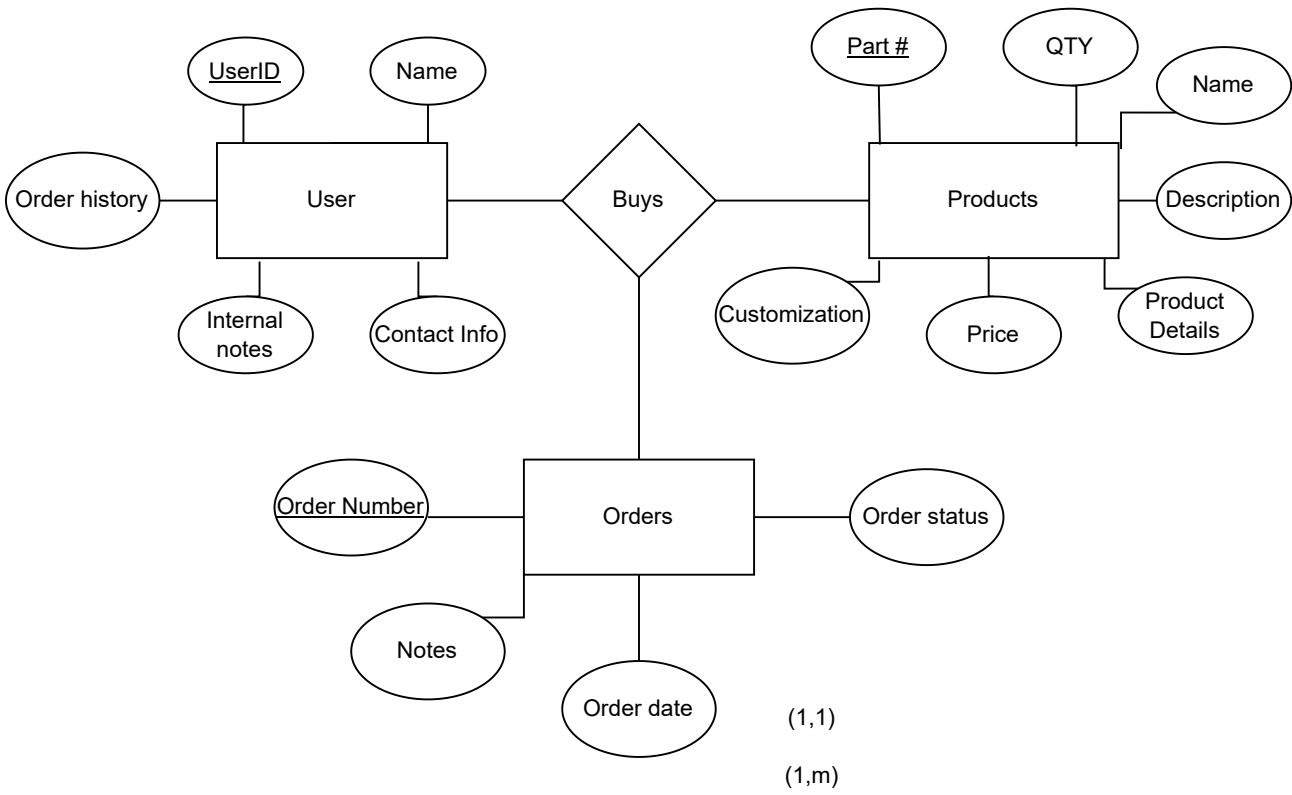 Part #
QTY
UserID
Name
Name
Order history
User
Buys
Products
Description
Internal
notes
Contact Info
Customization
Price
Product
Details
Order Number
Orders
Order status
Notes
Order date
(1,1)
(1,m)